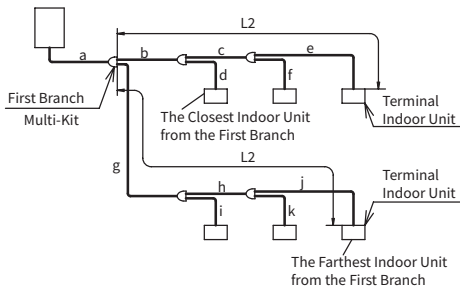 L2
a
b
c
e
d
f
First Branch
Multi-Kit
The Closest Indoor Unit
from the First Branch
Terminal
Indoor Unit
L2
g
h
j
i
k
Terminal
Indoor Unit
The Farthest Indoor Unit
from the First Branch